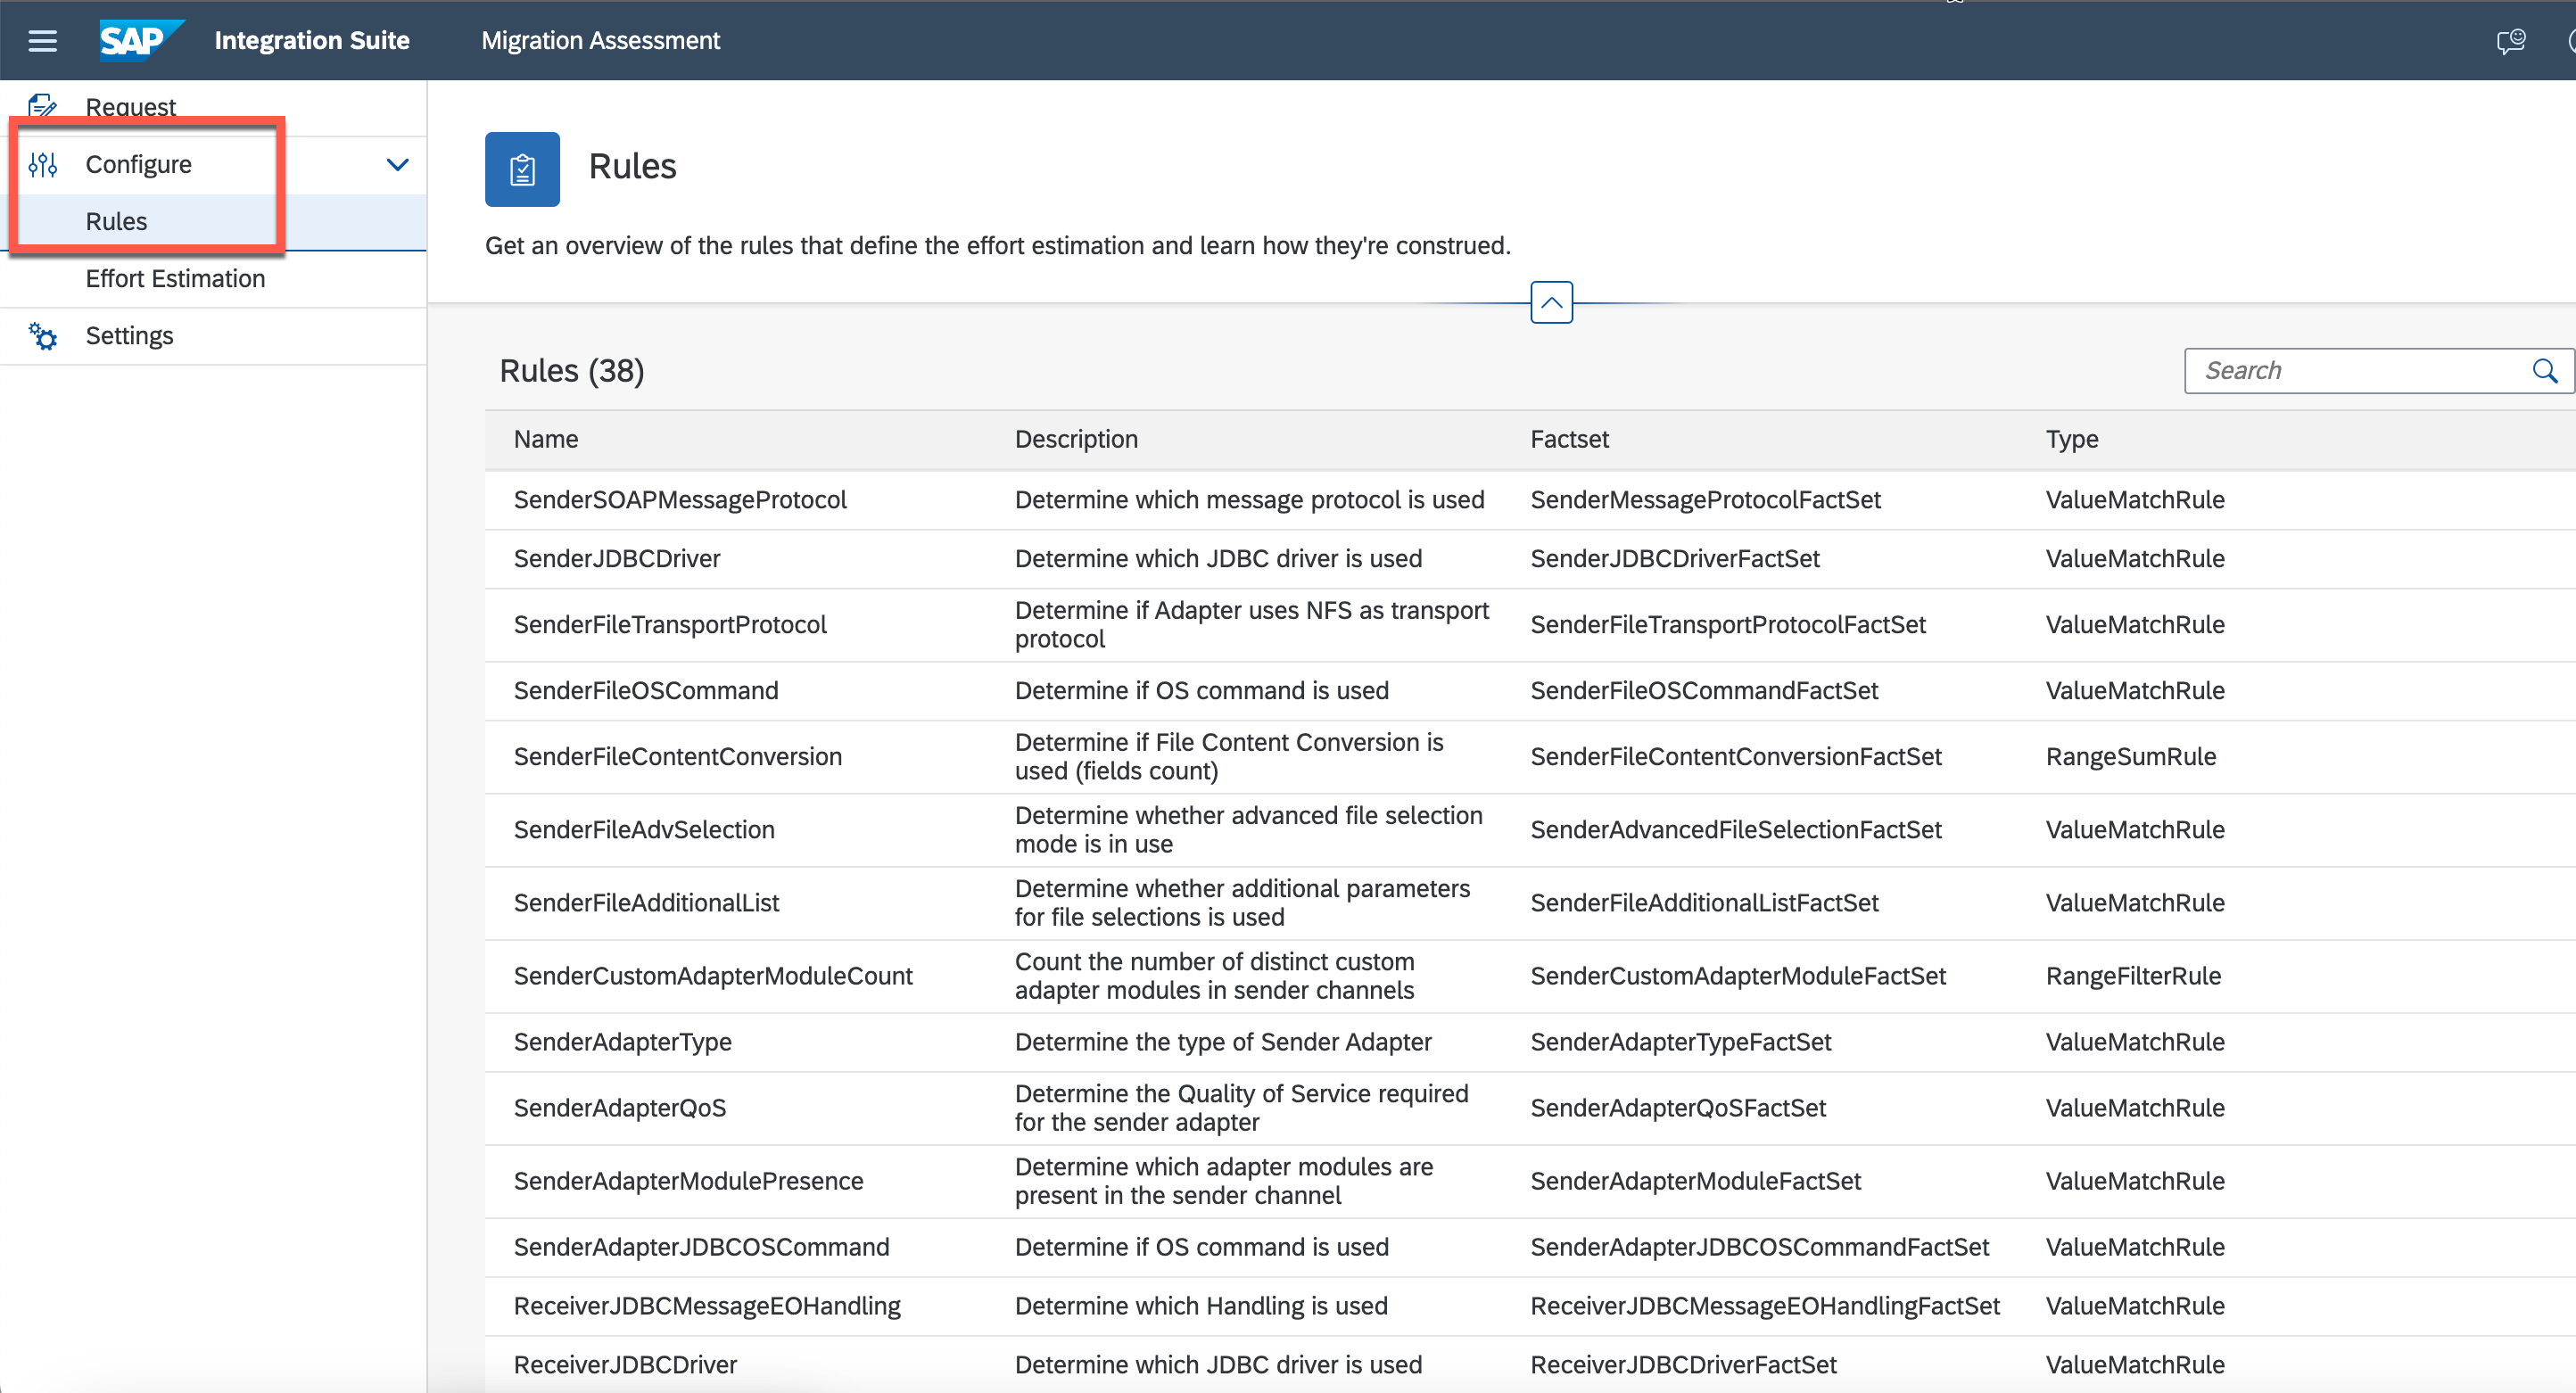 SAP Integration Suite Migration Assessment
Request
Configure
Rules
Effort Estimation
Settings
Rules
Get an overview of the rules that define the effort estimation and learn how they're construed.
Rules (38)
Search
Name Description Factset Type
SenderSOAPMessageProtocol Determine which message protocol is used SenderMessageProtocolFactSet ValueMatchRule
SenderJDBCDriver Determine which JDBC driver is used SenderJDBCDriverFactSet ValueMatchRule
SenderFileTransportProtocol Determine if Adapter uses NFS as transport
protocol SenderFileTransportProtocolFactSet ValueMatchRule
SenderFileOSCommand Determine if OS command is used SenderFileOSCommandFactSet ValueMatchRule
SenderFileContentConversion Determine if File Content Conversion is
used (fields count) SenderFileContentConversionFactSet RangeSumRule
SenderFileAdvSelection Determine whether advanced file selection
mode is in use SenderAdvancedFileSelectionFactSet ValueMatchRule
SenderFileAdditionalList Determine whether additional parameters
for file selections is used SenderFileAdditionalListFactSet ValueMatchRule
SenderCustomAdapterModuleCount Count the number of distinct custom
adapter modules in sender channels SenderCustomAdapterModuleFactSet RangeFilterRule
SenderAdapterType Determine the type of Sender Adapter SenderAdapterTypeFactSet ValueMatchRule
SenderAdapterQoS Determine the Quality of Service required
for the sender adapter SenderAdapterQoSFactSet ValueMatchRule
SenderAdapterModulePresence Determine which adapter modules are
present in the sender channel SenderAdapterModuleFactSet ValueMatchRule
SenderAdapterJDBCOSCommand Determine if OS command is used SenderAdapterJDBCOSCommandFactSet ValueMatchRule
ReceiverJDBCMessageEOHandling Determine which Handling is used ReceiverJDBCMessageEOHandlingFactSet ValueMatchRule
ReceiverJDBCDriver Determine which JDBC driver is used ReceiverJDBCDriverFactSet ValueMatchRule